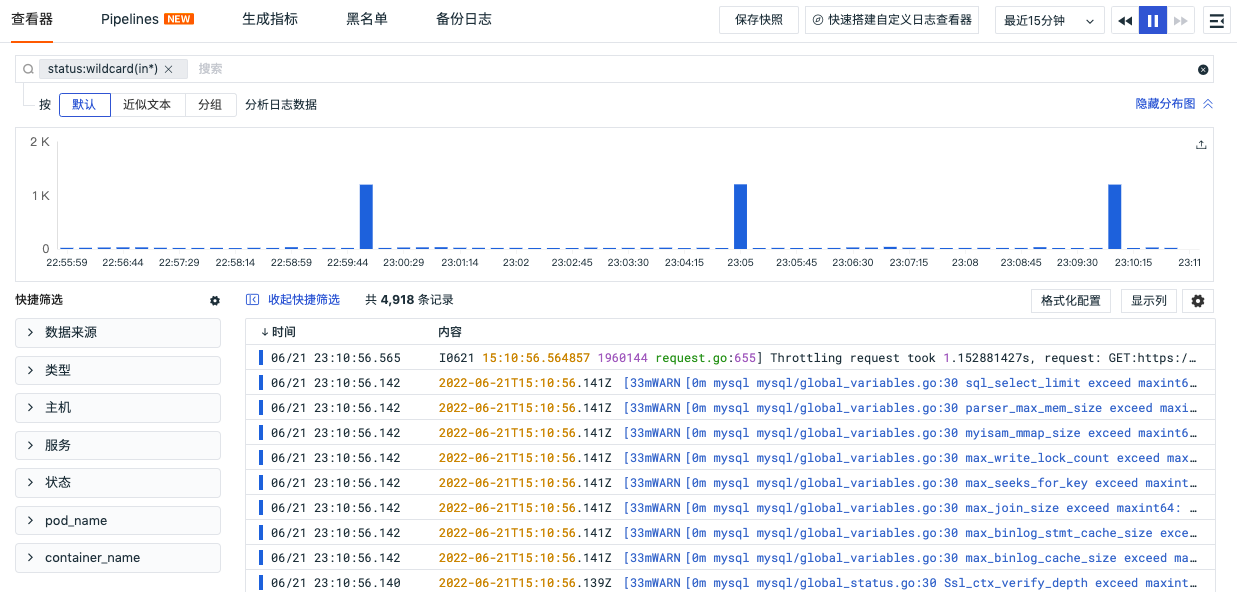 查看器 Pipelines NEW 生成指标 黑名单 备份日志 保存快照 快速搭建自定义日志查看器 最近15分钟
status:wildcard(in*) 搜索
按 默认 近似文本 分组 分析日志数据 隐藏分布图
2 K
1 K
0
22:55:59 22:56:44 22:57:29 22:58:14 22:58:59 22:59:44 23:00:29 23:01:14 23:02 23:02:45 23:03:30 23:04:15 23:05 23:05:45 23:06:30 23:07:15 23:08 23:08:45 23:09:30 23:10:15 23:11
快捷筛选 收起快捷筛选 共 4,918 条记录 格式化配置 显示列
数据来源
类型
主机
服务
状态
pod_name
container_name
时间 内容
06/21 23:10:56.565 I0621 15:10:56.564857 1960144 request.go:655] Throttling request took 1.152881427s, request: GET:https:/…
06/21 23:10:56.142 2022-06-21T15:10:56.141Z [33mWARN [0m mysql mysql/global_variables.go:30 sql_select_limit exceed maxint6…
06/21 23:10:56.142 2022-06-21T15:10:56.141Z [33mWARN [0m mysql mysql/global_variables.go:30 parser_max_mem_size exceed maxi…
06/21 23:10:56.142 2022-06-21T15:10:56.141Z [33mWARN [0m mysql mysql/global_variables.go:30 myisam_mmap_size exceed maxint6…
06/21 23:10:56.142 2022-06-21T15:10:56.141Z [33mWARN [0m mysql mysql/global_variables.go:30 max_write_lock_count exceed max…
06/21 23:10:56.142 2022-06-21T15:10:56.141Z [33mWARN [0m mysql mysql/global_variables.go:30 max_seeks_for_key exceed maxint…
06/21 23:10:56.142 2022-06-21T15:10:56.141Z [33mWARN [0m mysql mysql/global_variables.go:30 max_join_size exceed maxint64: …
06/21 23:10:56.142 2022-06-21T15:10:56.141Z [33mWARN [0m mysql mysql/global_variables.go:30 max_binlog_stmt_cache_size exce…
06/21 23:10:56.142 2022-06-21T15:10:56.141Z [33mWARN [0m mysql mysql/global_variables.go:30 max_binlog_cache_size exceed ma…
06/21 23:10:56.140 2022-06-21T15:10:56.139Z [33mWARN [0m mysql mysql/global_status.go:30 Ssl_ctx_verify_depth exceed maxint…